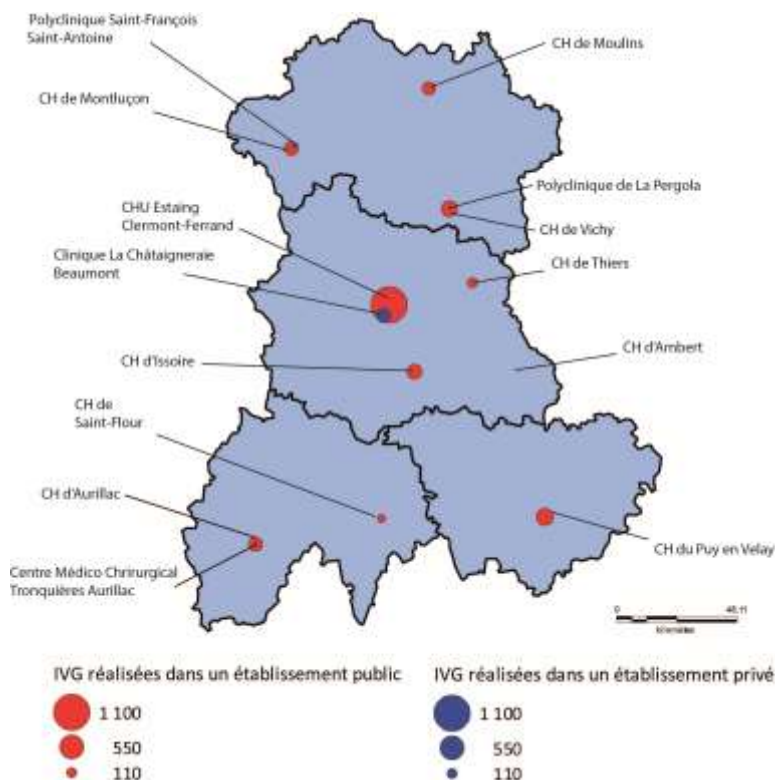 Polyclinique Saint-François
Saint-Antoine
CH de Moulins
CH de Montluçon
Polyclinique de La Pergola
CHU Estaing
Clermont-Ferrand
CH de Vichy
Clinique La Châtaigneraie
Beaumont
CH de Thiers
CH d'Ambert
CH d'Issoire
CH de
Saint-Flour
CH d'Aurillac
CH du Puy en Velay
Centre Médico Chrirurgical
Tronquières Aurillac
0
kilomètres
IVG réalisées dans un établissement public
IVG réalisées dans un établissement privé
1 100
1 100
550
550
110
110